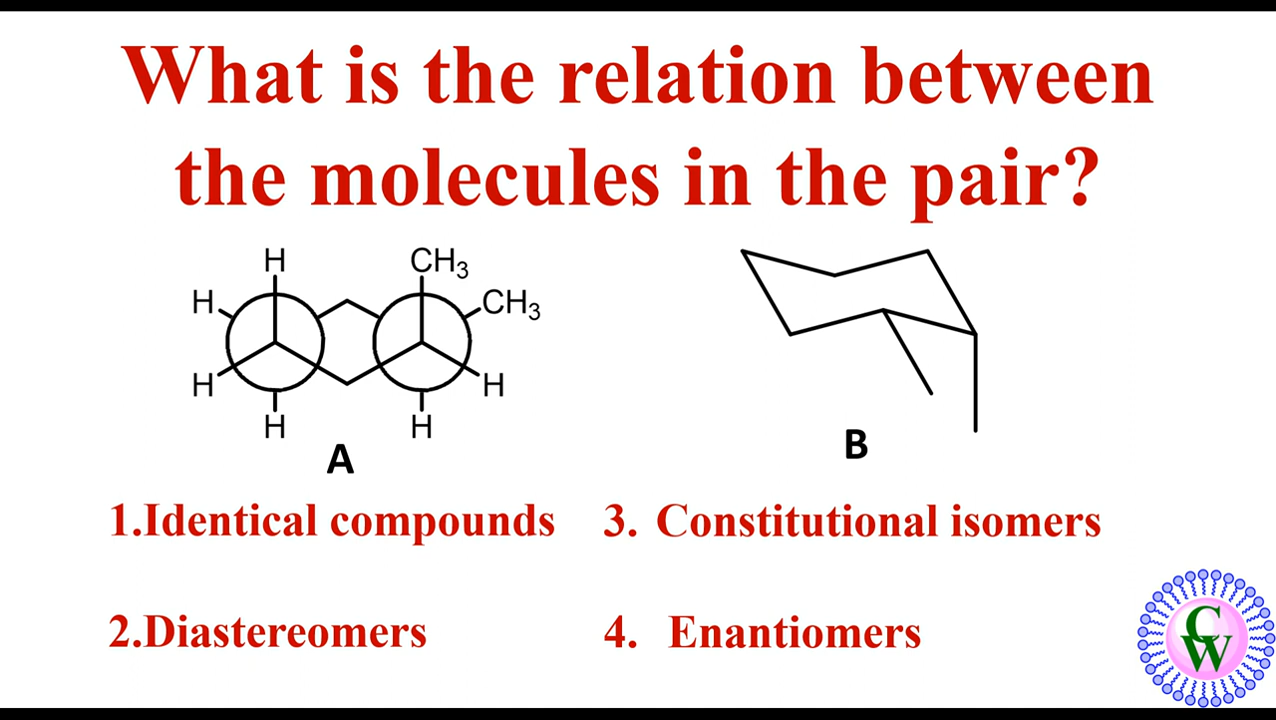 What is the relation between
the molecules in the pair?
H
CH3
H
CH3
H
H
H
H
A
B
1.Identical compounds
3. Constitutional isomers
2.Diastereomers
4. Enantiomers
C
W